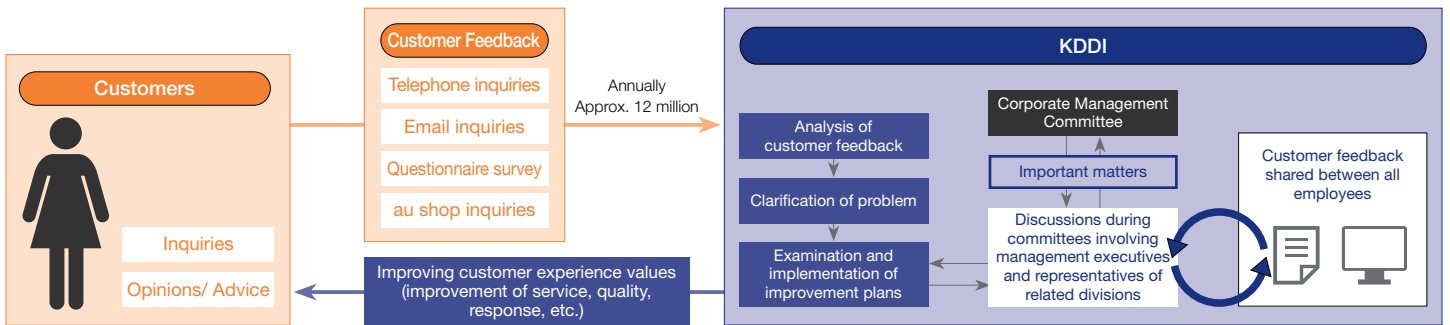 Customers
Inquiries
Opinions/ Advice
Customer Feedback
Telephone inquiries
Email inquiries
Questionnaire survey
au shop inquiries
Annually
Approx. 12 million
Improving customer experience values
(improvement of service, quality,
response, etc.)
KDDI
Analysis of
customer feedback
Clarification of problem
Examination and
implementation of
improvement plans
Corporate Management
Committee
Important matters
Discussions during
committees involving
management executives
and representatives of
related divisions
Customer feedback
shared between all
employees